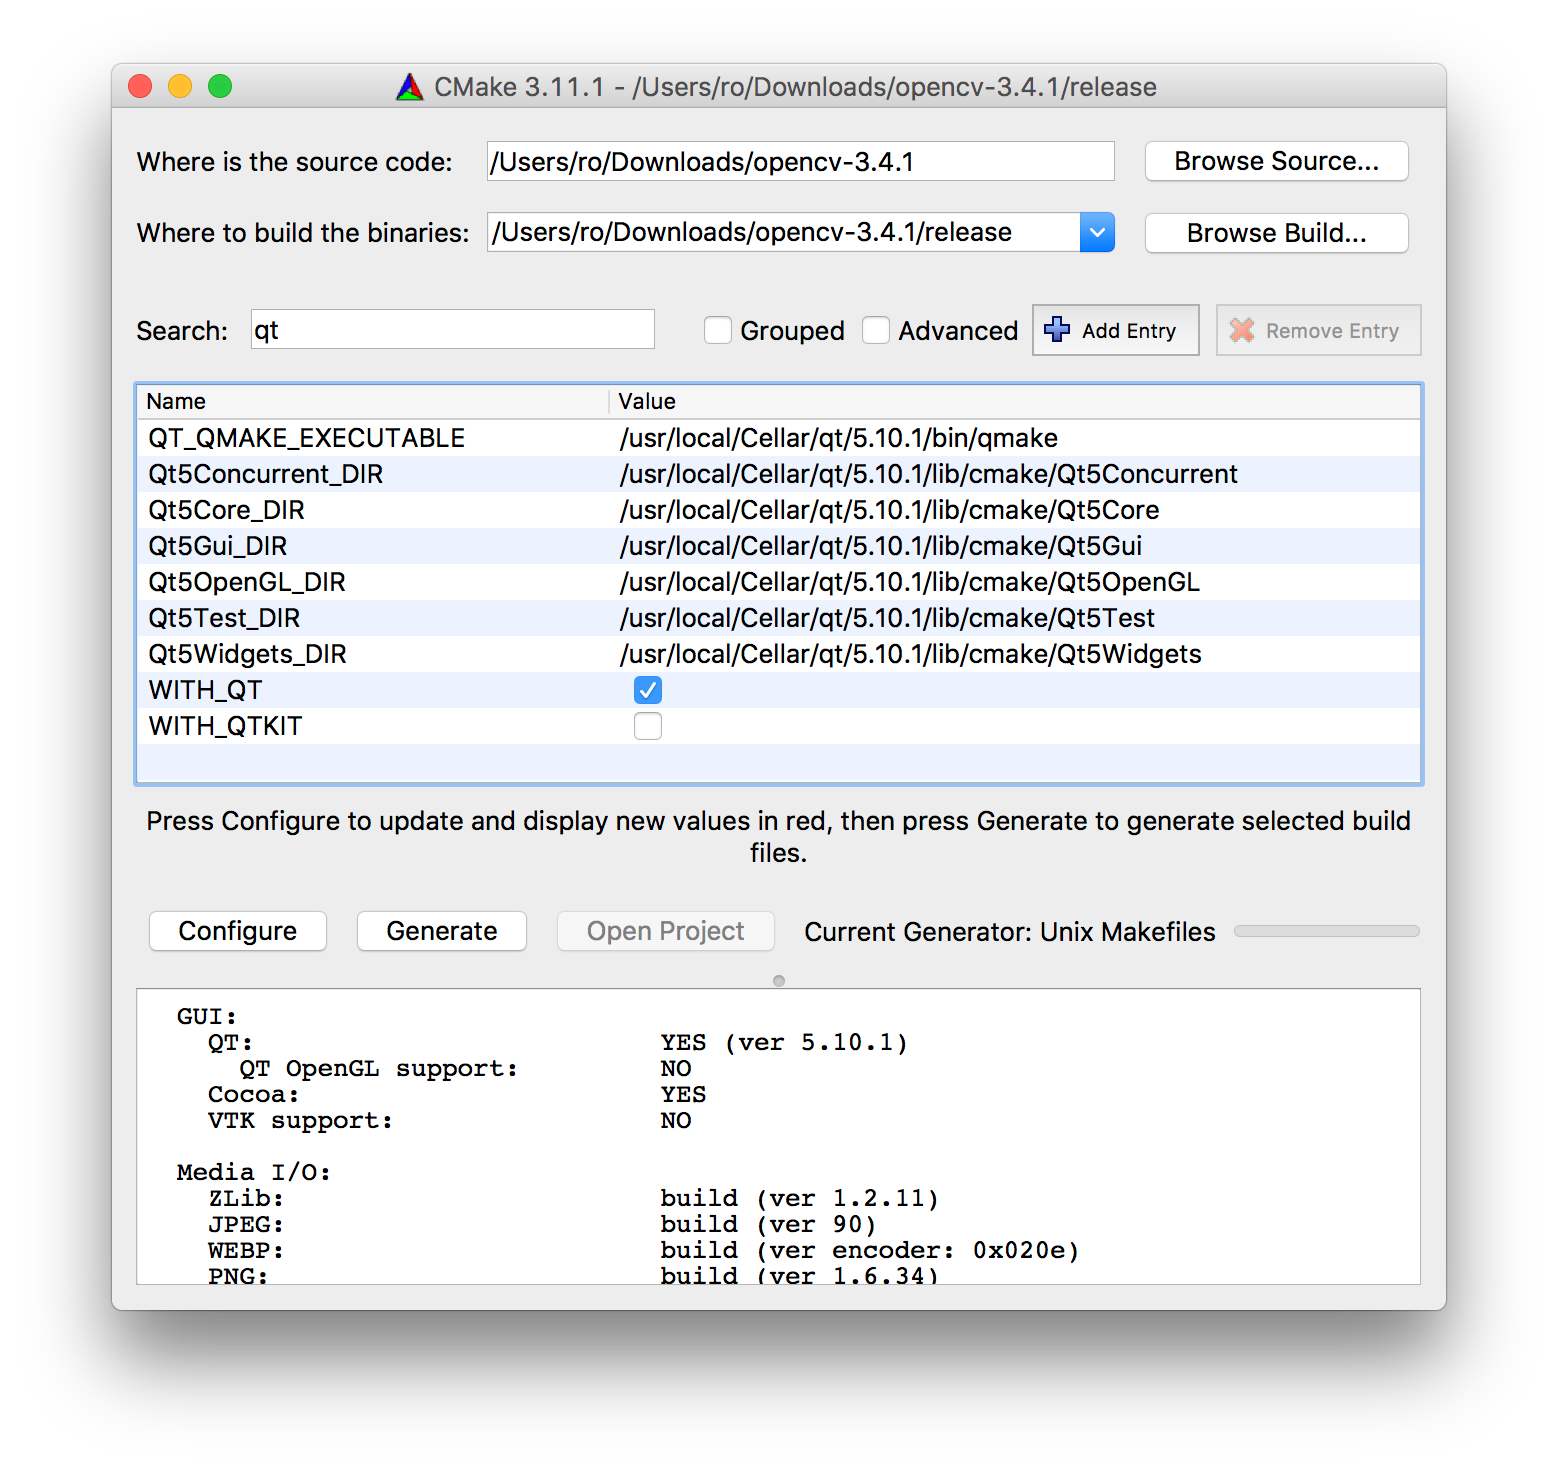 CMake 3.11.1 - /Users/ro/Downloads/opencv-3.4.1/release
Where is the source code: /Users/ro/Downloads/opencv-3.4.1 Browse Source...
Where to build the binaries: /Users/ro/Downloads/opencv-3.4.1/release Browse Build...
Search: qt Grouped Advanced Add Entry Remove Entry
Name Value
QT_QMAKE_EXECUTABLE /usr/local/Cellar/qt/5.10.1/bin/qmake
Qt5Concurrent_DIR /usr/local/Cellar/qt/5.10.1/lib/cmake/Qt5Concurrent
Qt5Core_DIR /usr/local/Cellar/qt/5.10.1/lib/cmake/Qt5Core
Qt5Gui_DIR /usr/local/Cellar/qt/5.10.1/lib/cmake/Qt5Gui
Qt5OpenGL_DIR /usr/local/Cellar/qt/5.10.1/lib/cmake/Qt5OpenGL
Qt5Test_DIR /usr/local/Cellar/qt/5.10.1/lib/cmake/Qt5Test
Qt5Widgets_DIR /usr/local/Cellar/qt/5.10.1/lib/cmake/Qt5Widgets
WITH_QT
WITH_QTKIT
Press Configure to update and display new values in red, then press Generate to generate selected build
files.
Configure Generate Open Project Current Generator: Unix Makefiles
GUI:
QT: YES (ver 5.10.1)
QT OpenGL support: NO
Cocoa: YES
VTK support: NO
Media I/O:
ZLib: build (ver 1.2.11)
JPEG: build (ver 90)
WEBP: build (ver encoder: 0x020e)
PNG: build (ver 1.6.34)